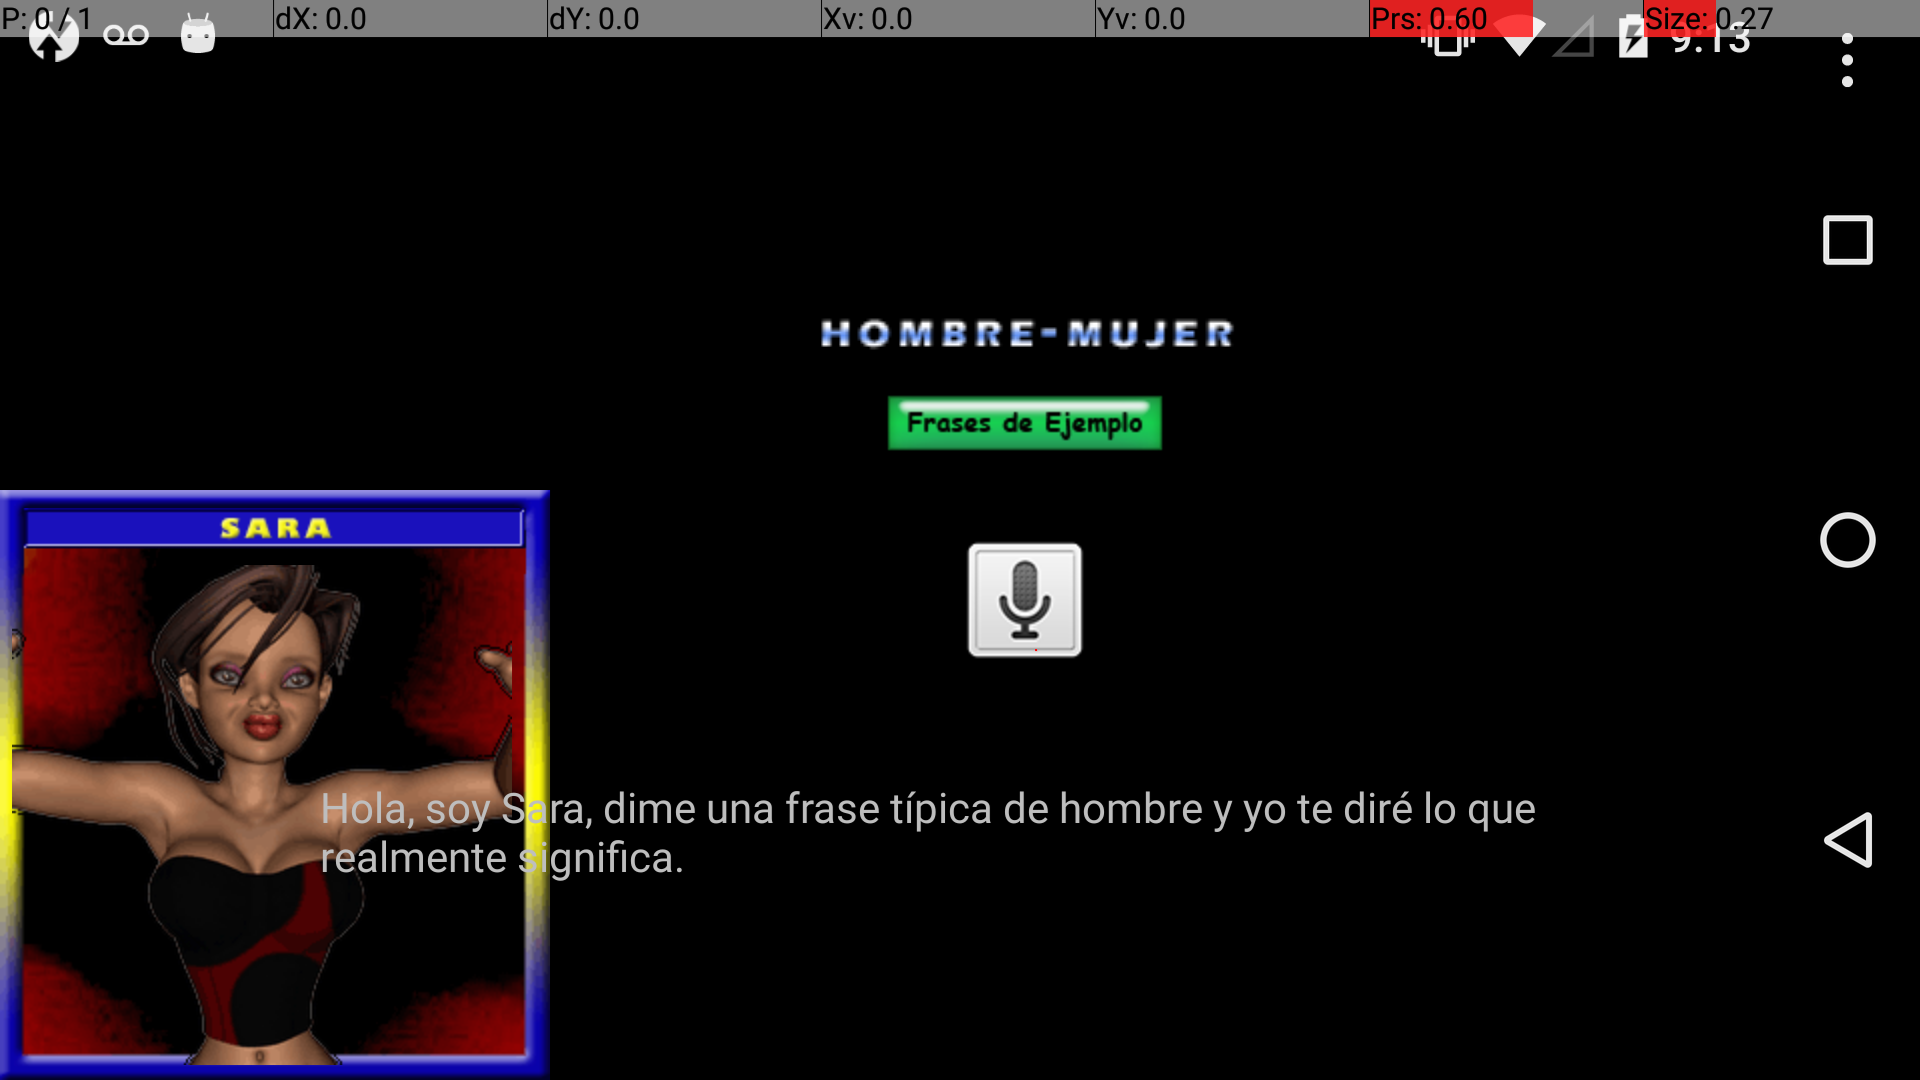 P: 0 / 1 dX: 0.0 dY: 0.0 Xv: 0.0 Yv: 0.0 Prs: 0.60 Size: 0.27
9:13
HOMBRE-MUJER
Frases de Ejemplo
SARA
Hola, soy Sara, dime una frase típica de hombre y yo te diré lo que
realmente significa.